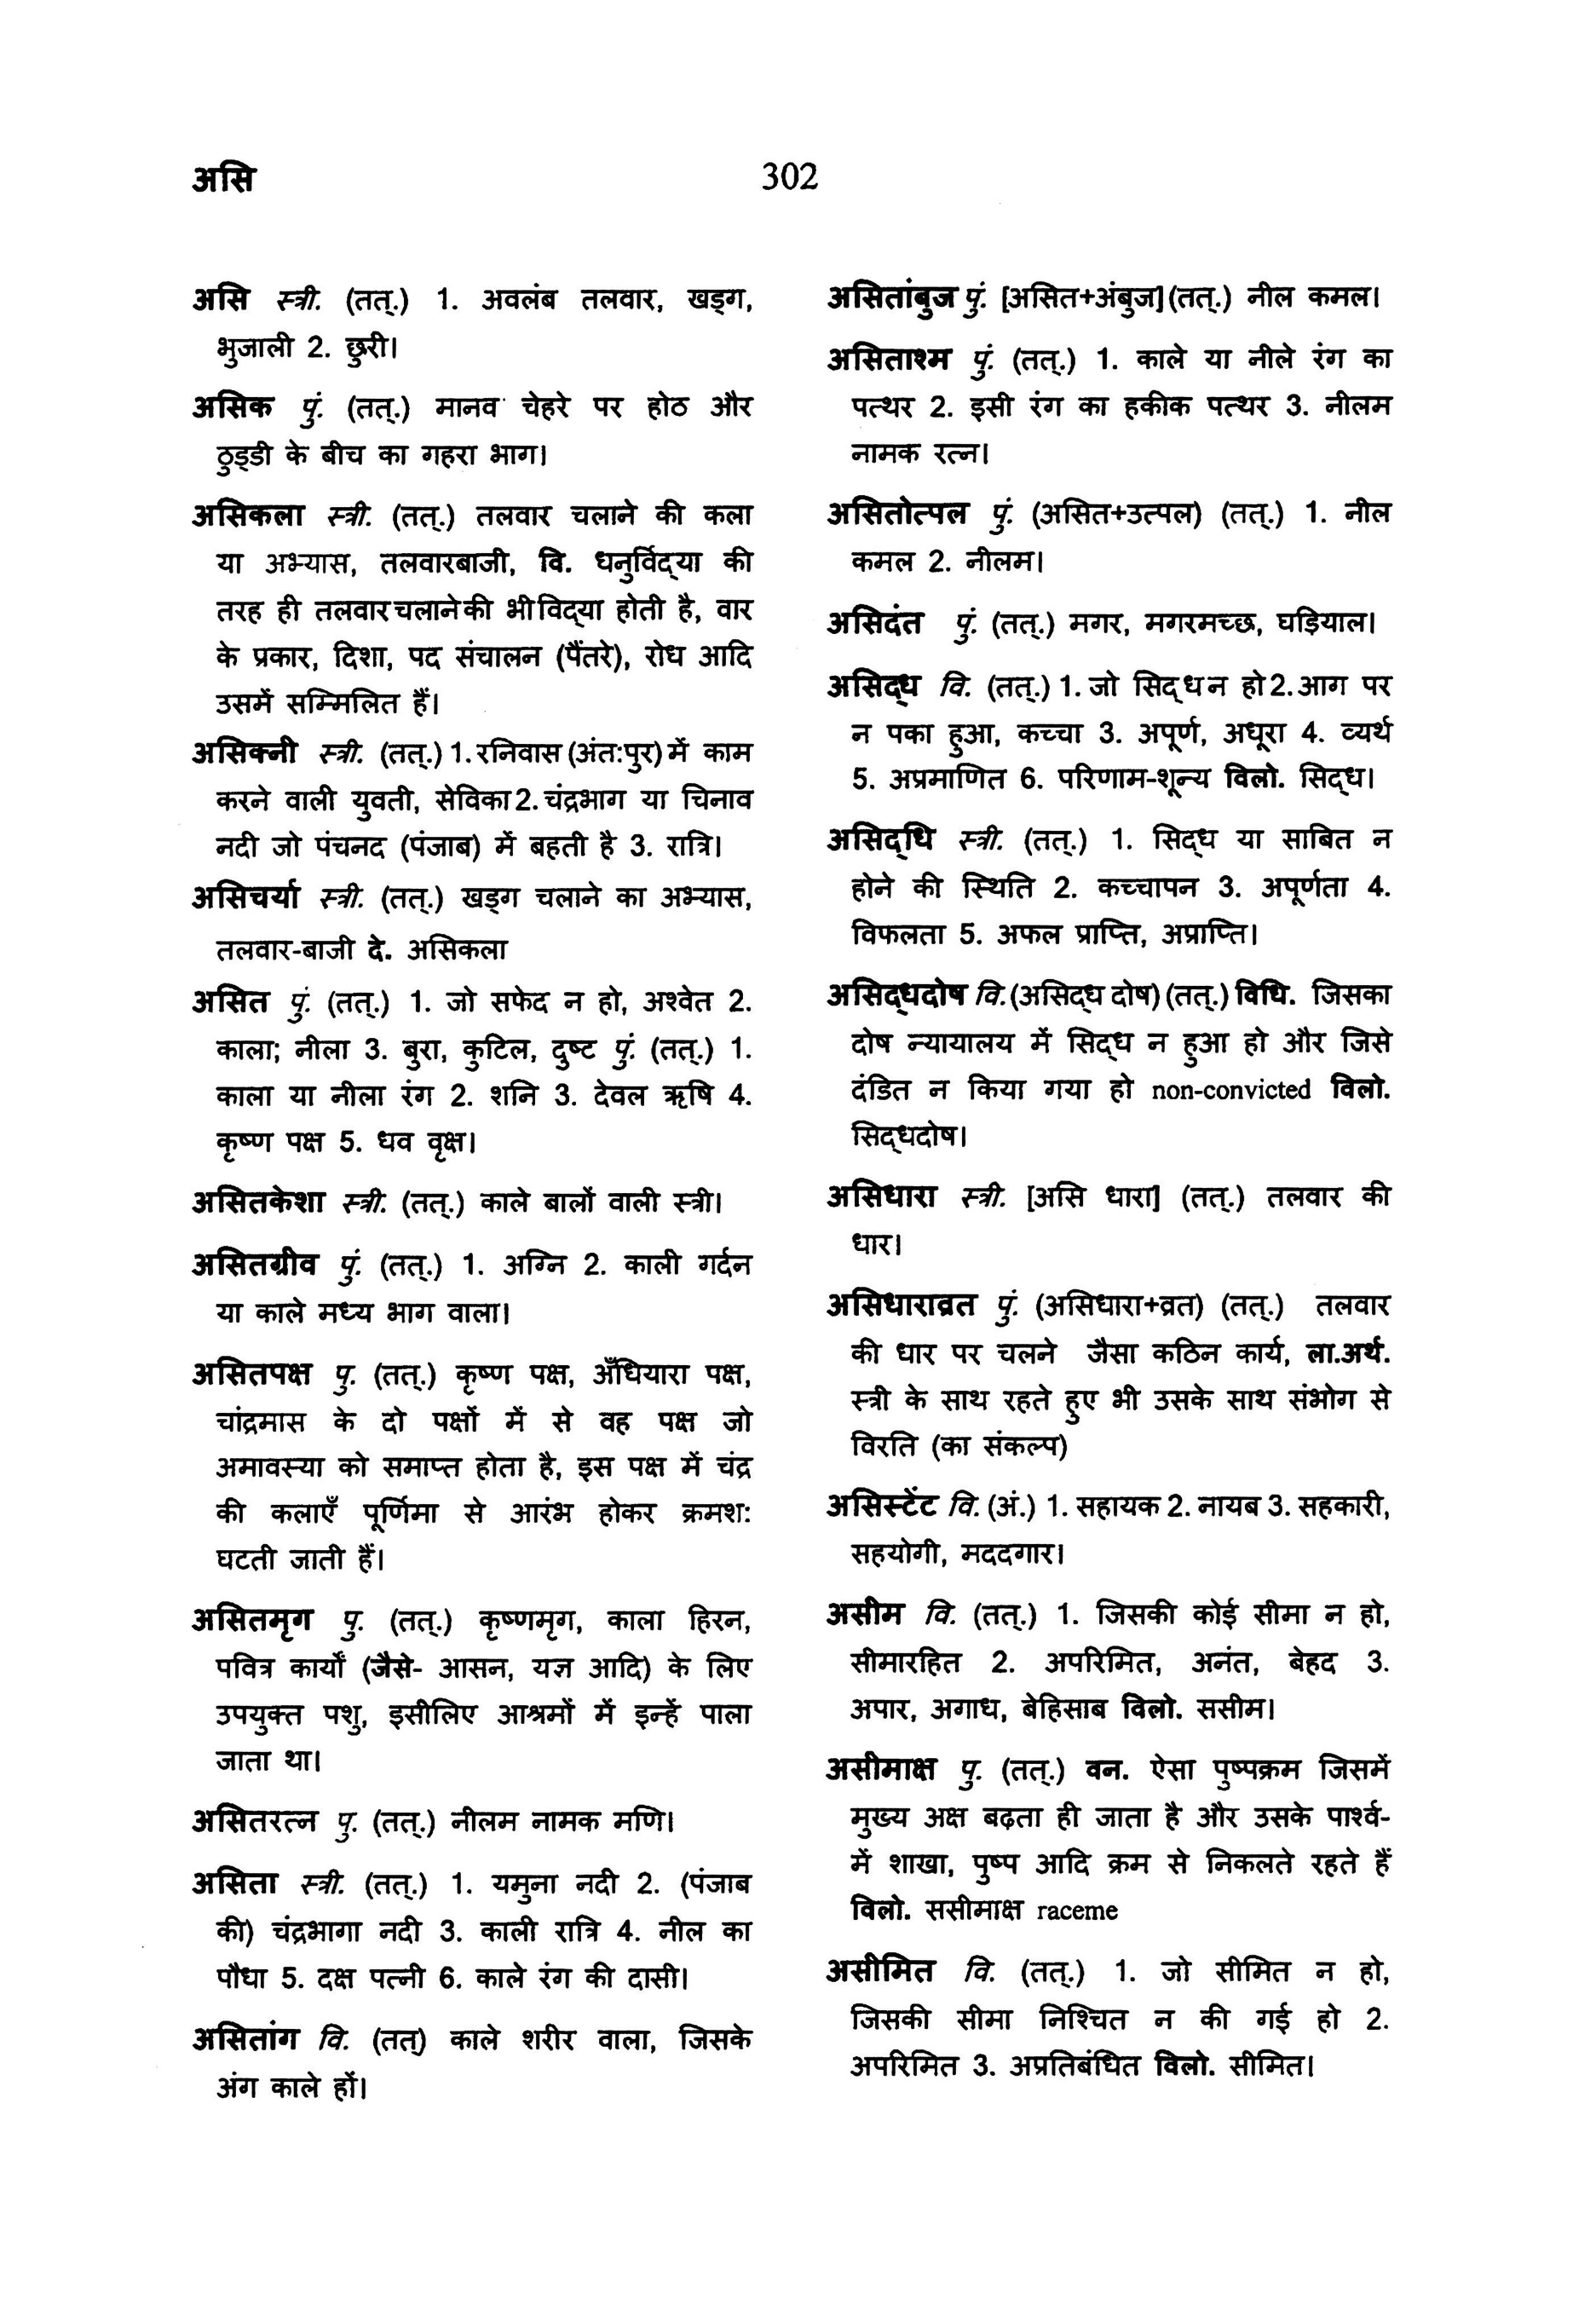 असि
302
असि स्त्री. (तत्.) 1. अवलंब तलवार, खड्ग,
भुजाली 2. छुरी।
असिक पुं. (तत्.) मानव चेहरे पर होठ और
ठुड्डी के बीच का गहरा भाग।
असिकला स्त्री. (तत्.) तलवार चलाने की कला
या अभ्यास, तलवारबाजी, वि. धनुर्विद्या की
तरह ही तलवार चलाने की भी विद्या होती है, वार
के प्रकार, दिशा, पद संचालन (पैंतरे), रोध आदि
उसमें सम्मिलित हैं।
असिक्नी स्त्री. (तत्.) 1. रनिवास (अंत:पुर) में काम
करने वाली युवती, सेविका 2. चंद्रभाग या चिनाव
नदी जो पंचनद (पंजाब) में बहती है 3. रात्रि।
असिचर्या स्त्री. (तत्.) खड्ग चलाने का अभ्यास,
तलवार-बाजी दे. असिकला
असित पुं. (तत्.) 1. जो सफेद न हो, अश्वेत 2.
काला; नीला 3. बुरा, कुटिल, दुष्ट पुं. (तत्.) 1.
काला या नीला रंग 2. शनि 3. देवल ऋषि 4.
कृष्ण पक्ष 5. धव वृक्ष।
असितकेशा स्त्री. (तत्.) काले बालों वाली स्त्री।
असितग्रीव पुं. (तत्.) 1. अग्नि 2. काली गर्दन
या काले मध्य भाग वाला।
असितपक्ष पु. (तत्.) कृष्ण पक्ष, अँधियारा पक्ष,
चांद्रमास के दो पक्षों में से वह पक्ष जो
अमावस्या को समाप्त होता है, इस पक्ष में चंद्र
की कलाएँ पूर्णिमा से आरंभ होकर क्रमश:
घटती जाती हैं।
असितमृग पु. (तत्.) कृष्णमृग, काला हिरन,
पवित्र कार्यों (जैसे- आसन, यज्ञ आदि) के लिए
उपयुक्त पशु, इसीलिए आश्रमों में इन्हें पाला
जाता था।
असितरत्न पु. (तत्.) नीलम नामक मणि।
असिता स्त्री. (तत्.) 1. यमुना नदी 2. (पंजाब
की) चंद्रभागा नदी 3. काली रात्रि 4. नील का
पौधा 5. दक्ष पत्नी 6. काले रंग की दासी।
असितांग वि. (तत्) काले शरीर वाला, जिसके
अंग काले हों।
असितांबुज पुं. [असित+अंबुज] (तत्.) नील कमल।
असिताश्म पुं. (तत्.) 1. काले या नीले रंग का
पत्थर 2. इसी रंग का हकीक पत्थर 3. नीलम
नामक रत्न।
असितोत्पल पुं. (असित+उत्पल) (तत्.) 1. नील
कमल 2. नीलम।
असिदंत पुं. (तत्.) मगर, मगरमच्छ, घड़ियाल।
असिद्ध वि. (तत्.) 1. जो सिद्ध न हो 2. आग पर
न पका हुआ, कच्चा 3. अपूर्ण, अधूरा 4. व्यर्थ
5. अप्रमाणित 6. परिणाम-शून्य विलो. सिद्ध।
असिद्धि स्त्री. (तत्.) 1. सिद्ध या साबित न
होने की स्थिति 2. कच्चापन 3. अपूर्णता 4.
विफलता 5. अफल प्राप्ति, अप्राप्ति।
असिद्धदोष वि. (असिद्ध दोष) (तत्.) विधि. जिसका
दोष न्यायालय में सिद्ध न हुआ हो और जिसे
दंडित न किया गया हो non-convicted विलो.
सिद्धदोष।
असिधारा स्त्री. [असि धारा] (तत्.) तलवार की
धार।
असिधाराव्रत पुं. (असिधारा+व्रत) (तत्.) तलवार
की धार पर चलने जैसा कठिन कार्य, ला.अर्थ.
स्त्री के साथ रहते हुए भी उसके साथ संभोग से
विरति (का संकल्प)
असिस्टेंट वि. (अं.) 1. सहायक 2. नायब 3. सहकारी,
सहयोगी, मददगार।
असीम वि. (तत्.) 1. जिसकी कोई सीमा न हो,
सीमारहित 2. अपरिमित, अनंत, बेहद 3.
अपार, अगाध, बेहिसाब विलो. ससीम।
असीमाक्ष पु. (तत्.) वन. ऐसा पुष्पक्रम जिसमें
मुख्य अक्ष बढ़ता ही जाता है और उसके पार्श्व-
में शाखा, पुष्प आदि क्रम से निकलते रहते हैं
विलो. ससीमाक्ष raceme
असीमित वि. (तत्.) 1. जो सीमित न हो,
जिसकी सीमा निश्चित न की गई हो 2.
अपरिमित 3. अप्रतिबंधित विलो. सीमित।